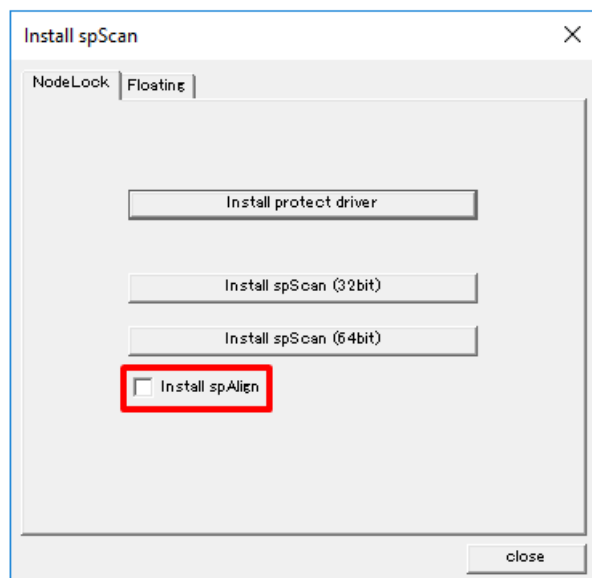 Install spScan
NodeLock Floating
Install protect driver
Install spScan (32bit)
Install spScan (64bit)
Install spAlign
close